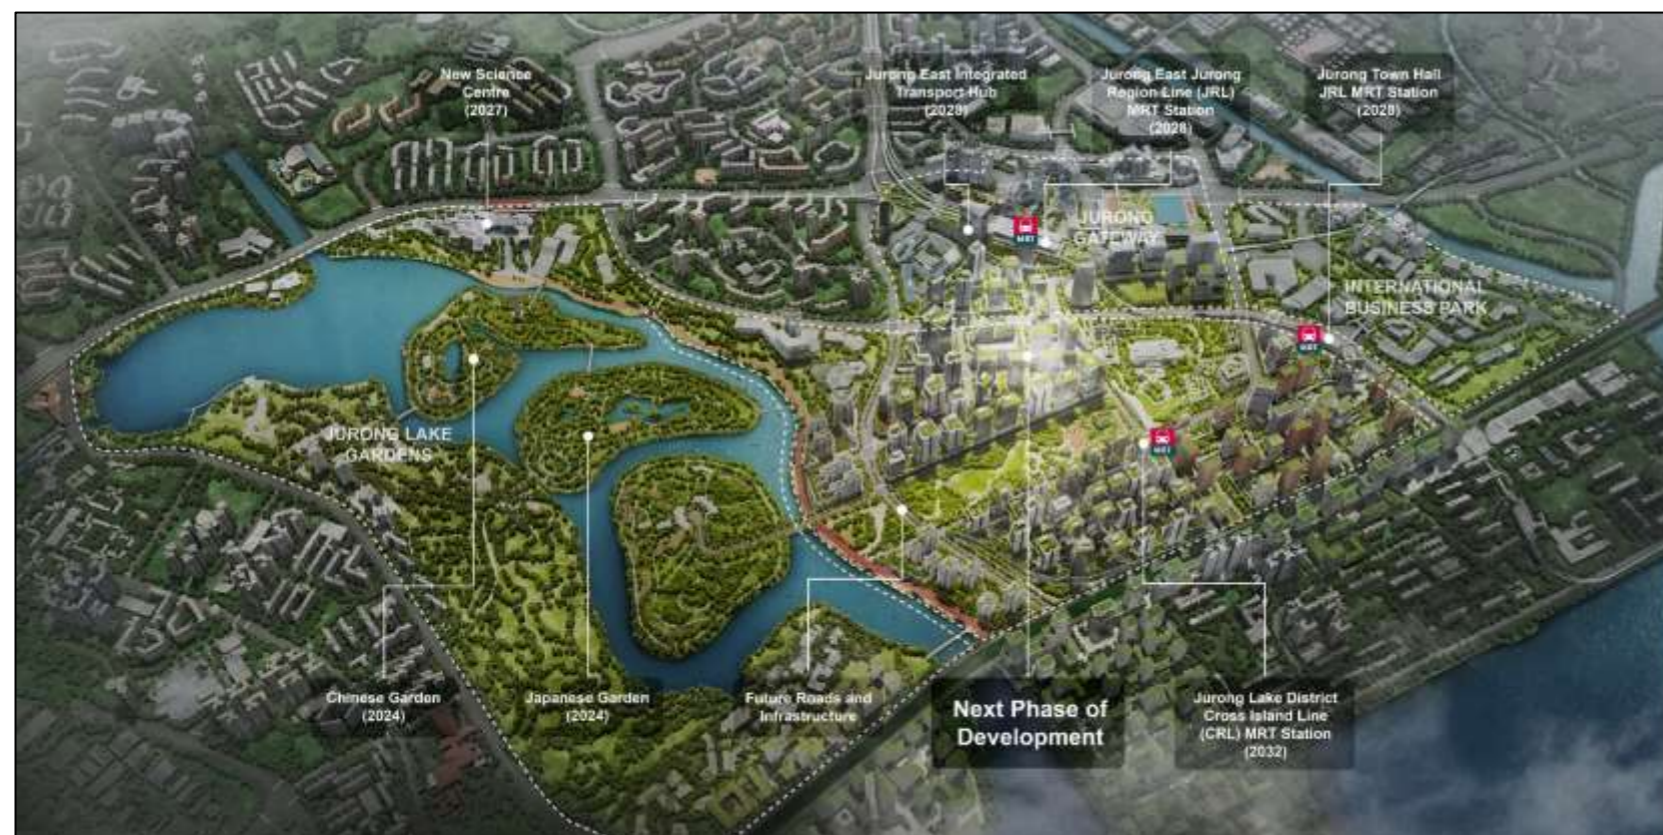 New Science
Centre
(2027)
Jurong East Integrated
Transport Hub
(2028)
Jurong East Jurong
Region Line (JRL)
MRT Station
(2028)
Jurong Town Hall
JRL MRT Station
(2028)
JURONG
GATEWAY
MRT
INTERNATIONAL
BUSINESS PARK
MRT
JURONG LAKE
GARDENS
MRT
Chinese Garden
(2024)
Japanese Garden
(2024)
Future Roads and
Infrastructure
Next Phase of
Development
Jurong Lake District
Cross Island Line
(CRL) MRT Station
(2032)